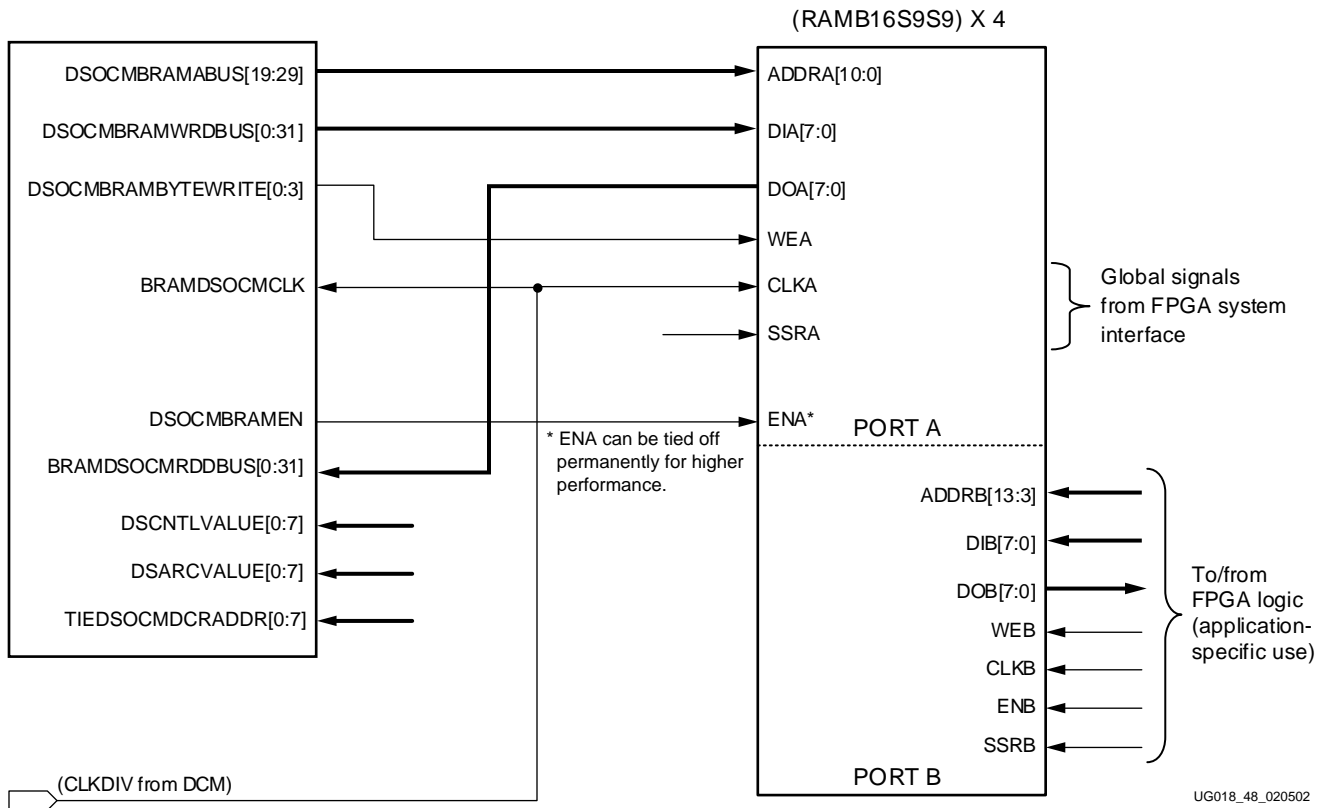 (RAMB16S9S9) X 4
DSOCMBRAMABUS[19:29]
DSOCMBRAMWRDBUS[0:31]
DSOCMBRAMBYTEWRITE[0:3]
BRAMDSOCMCLK
DSOCMBRAMEN
BRAMDSOCMRDDBUS[0:31]
DSCNTLVALUE[0:7]
DSARCVALUE[0:7]
TIEDSOCMDCRADDR[0:7]
(CLKDIV from DCM)
* ENA can be tied off
permanently for higher
performance.
ADDRA[10:0]
DIA[7:0]
DOA[7:0]
WEA
CLKA
SSRA
ENA*
PORT A
ADDRB[13:3]
DIB[7:0]
DOB[7:0]
WEB
CLKB
ENB
SSRB
PORT B
Global signals
from FPGA system
interface
To/from
FPGA logic
(application-
specific use)
UG018_48_020502